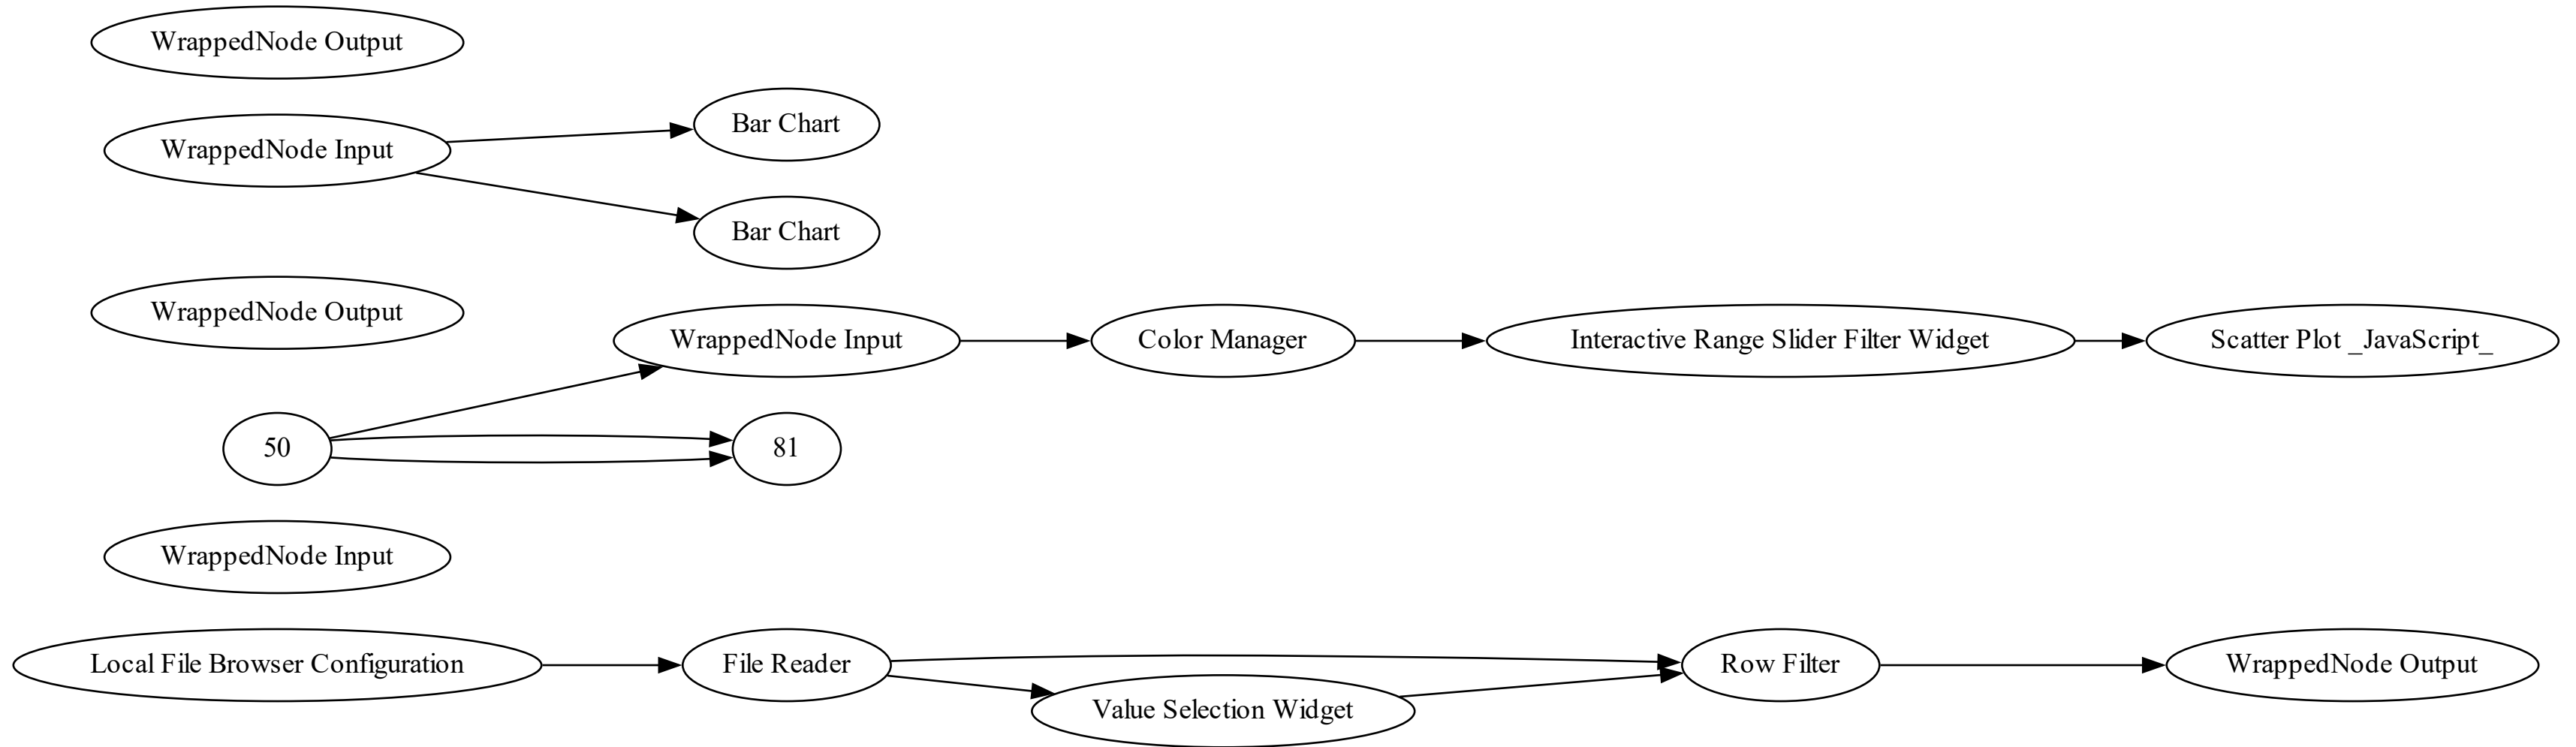 WrappedNode Output
WrappedNode Input
Bar Chart
Bar Chart
WrappedNode Output
WrappedNode Input
Color Manager
Interactive Range Slider Filter Widget
Scatter Plot _JavaScript_
50
81
WrappedNode Input
Local File Browser Configuration
File Reader
Value Selection Widget
Row Filter
WrappedNode Output